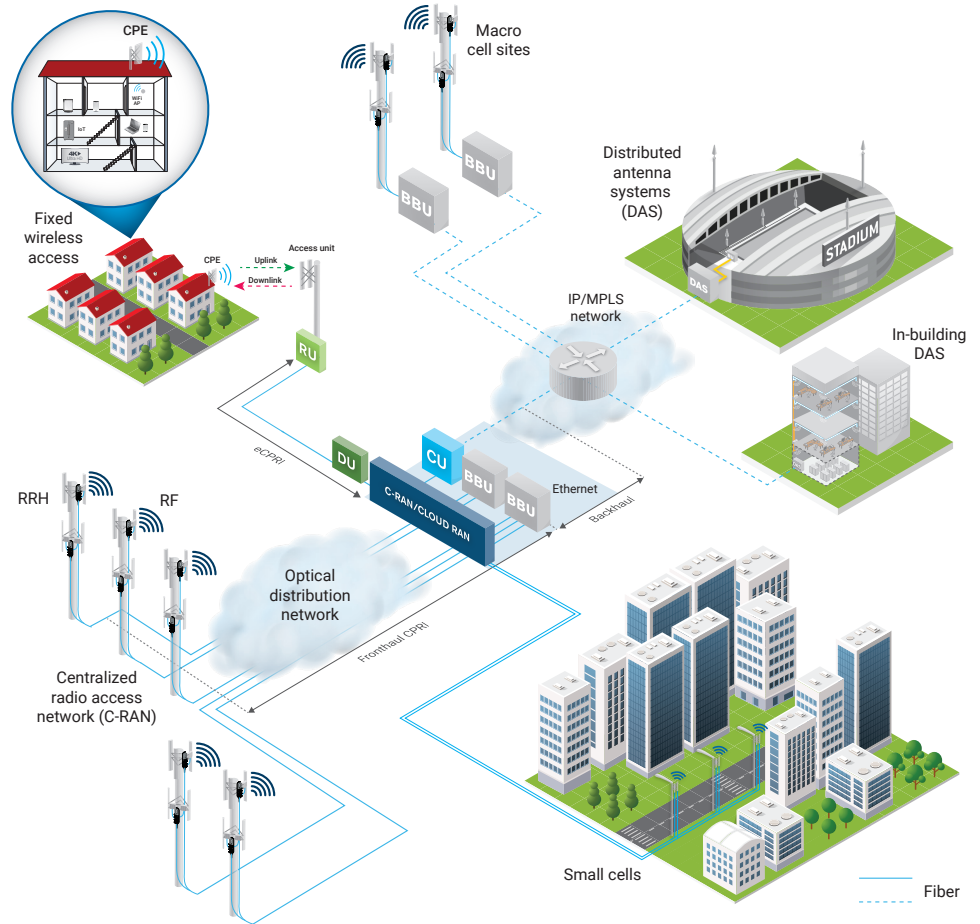 CPE
WiFi
AP
IoT
4K+
ULTRA HD
Fixed
wireless
access
CPE
Uplink
Downlink
Access unit
RU
Macro
cell sites
BBU
BBU
Distributed
antenna
systems
(DAS)
STADIUM
DAS
IP/MPLS
network
In-building
DAS
eCPRI
DU
CU
BBU
BBU
Ethernet
C-RAN/CLOUD RAN
Backhaul
RRH
RF
Optical
distribution
network
Fronthaul CPRI
Centralized
radio access
network (C-RAN)
Small cells
Fiber